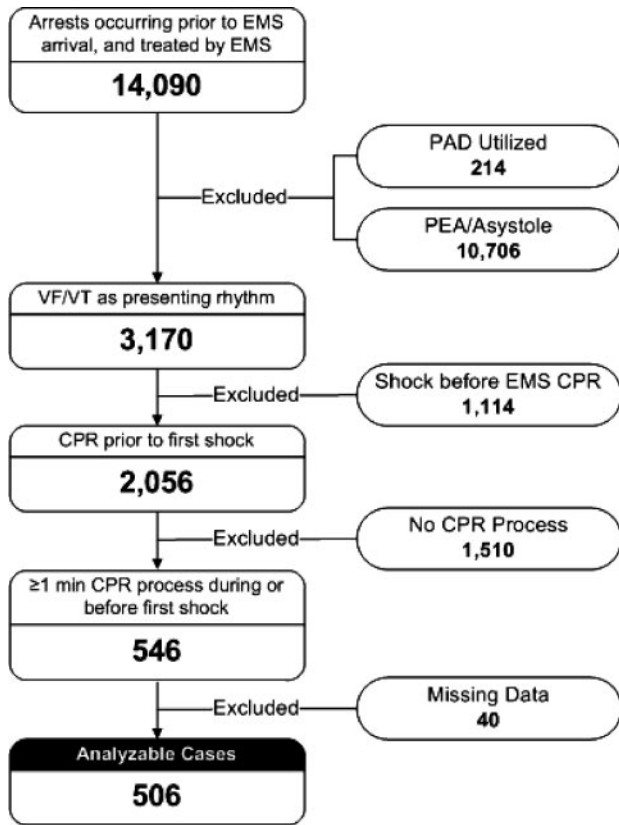 Arrests occurring prior to EMS
arrival, and treated by EMS
14,090
PAD Utilized
214
Excluded
PEA/Asystole
10,706
VF/VT as presenting rhythm
3,170
Shock before EMS CPR
Excluded
1,114
CPR prior to first shock
2,056
No CPR Process
Excluded
1,510
≥1 min CPR process during or
before first shock
546
Missing Data
Excluded
40
Analyzable Cases
506